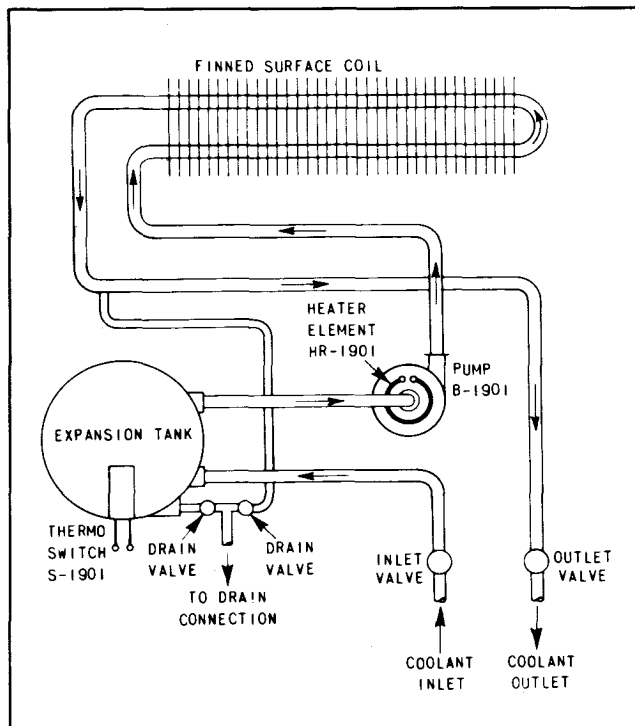 FINNED SURFACE COIL
HEATER
ELEMENT
HR-1901
PUMP
B-1901
EXPANSION TANK
THERMO
SWITCH
S-1901
DRAIN
VALVE
DRAIN
VALVE
TO DRAIN
CONNECTION
INLET
VALVE
OUTLET
VALVE
COOLANT
INLET
COOLANT
OUTLET